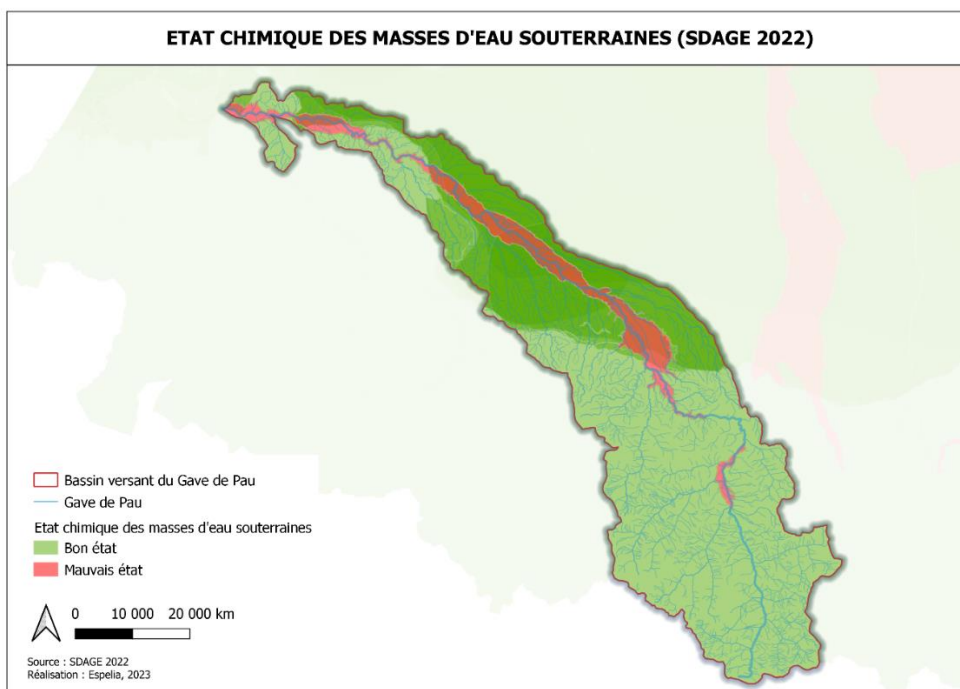 ETAT CHIMIQUE DES MASSES D'EAU SOUTERRAINES (SDAGE 2022)
Bassin versant du Gave de Pau
Gave de Pau
Etat chimique des masses d'eau souterraines
Bon état
Mauvais état
0 10 000 20 000 km
Source : SDAGE 2022
Réalisation : Espelia, 2023